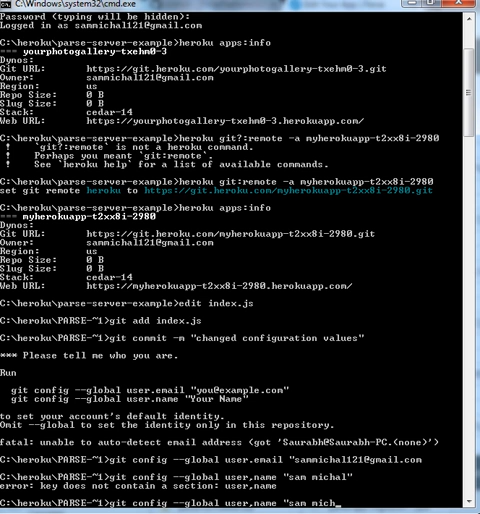 C:\Windows\system32\cmd.exe
Password (typing will be hidden):
Logged in as sammichal121@gmail.com
C:\heroku\parse-server-example>heroku apps:info
=== yourphotogallery-txehm0-3
Dynos:
Git URL: https://git.heroku.com/yourphotogallery-txehm0-3.git
Owner: sammichal121@gmail.com
Region: us
Repo Size: 0 B
Slug Size: 0 B
Stack: cedar-14
Web URL: https://yourphotogallery-txehm0-3.herokuapp.com/
C:\heroku\parse-server-example>heroku git?:remote -a myherokuapp-t2xx8i-2980
! `git?:remote` is not a heroku command.
! Perhaps you meant `git:remote`.
! See `heroku help` for a list of available commands.
C:\heroku\parse-server-example>heroku git:remote -a myherokuapp-t2xx8i-2980
set git remote heroku to https://git.heroku.com/myherokuapp-t2xx8i-2980.git
C:\heroku\parse-server-example>heroku apps:info
=== myherokuapp-t2xx8i-2980
Dynos:
Git URL: https://git.heroku.com/myherokuapp-t2xx8i-2980.git
Owner: sammichal121@gmail.com
Region: us
Repo Size: 0 B
Slug Size: 0 B
Stack: cedar-14
Web URL: https://myherokuapp-t2xx8i-2980.herokuapp.com/
C:\heroku\parse-server-example>edit index.js
C:\heroku\PARSE~1>git add index.js
C:\heroku\PARSE~1>git commit -m "changed configuration values"
*** Please tell me who you are.
Run
git config --global user.email "you@example.com"
git config --global user.name "Your Name"
to set your account's default identity.
Omit --global to set the identity only in this repository.
fatal: unable to auto-detect email address (got 'Saurabh@Saurabh-PC.(none)')
C:\heroku\PARSE~1>git config --global user.email "sammichal121@gmail.com
C:\heroku\PARSE~1>git config --global user,name "sam michal"
error: key does not contain a section: user,name
C:\heroku\PARSE~1>git config --global user,name "sam mich